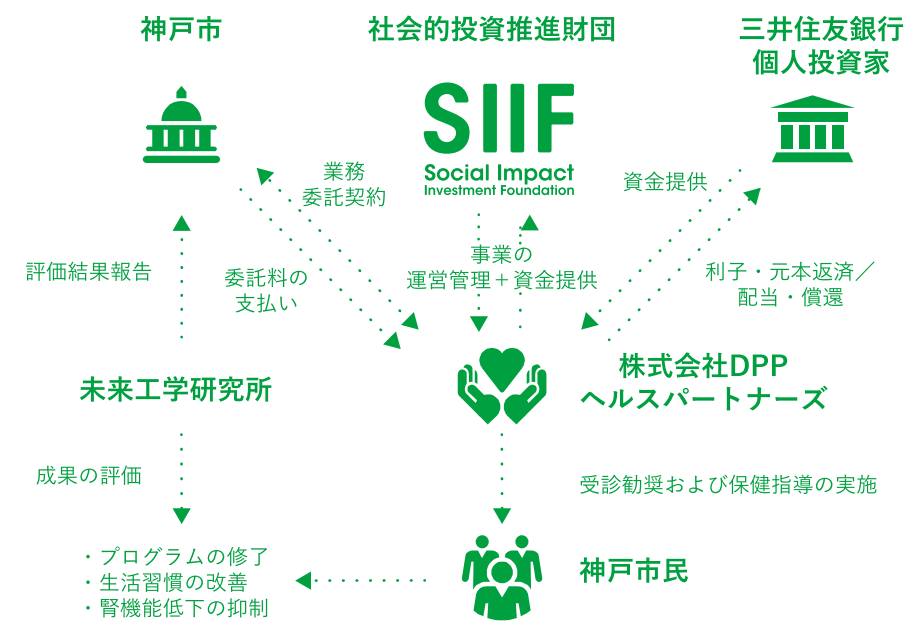 神戸市
社会的投資推進財団
三井住友銀行
個人投資家
SIIF
Social Impact
Investment Foundation
業務
委託契約
資金提供
評価結果報告
委託料の
支払い
事業の
運営管理＋資金提供
利子・元本返済／
配当・償還
未来工学研究所
株式会社DPP
ヘルスパートナーズ
成果の評価
受診勧奨および保健指導の実施
・プログラムの修了
・生活習慣の改善
・腎機能低下の抑制
神戸市民